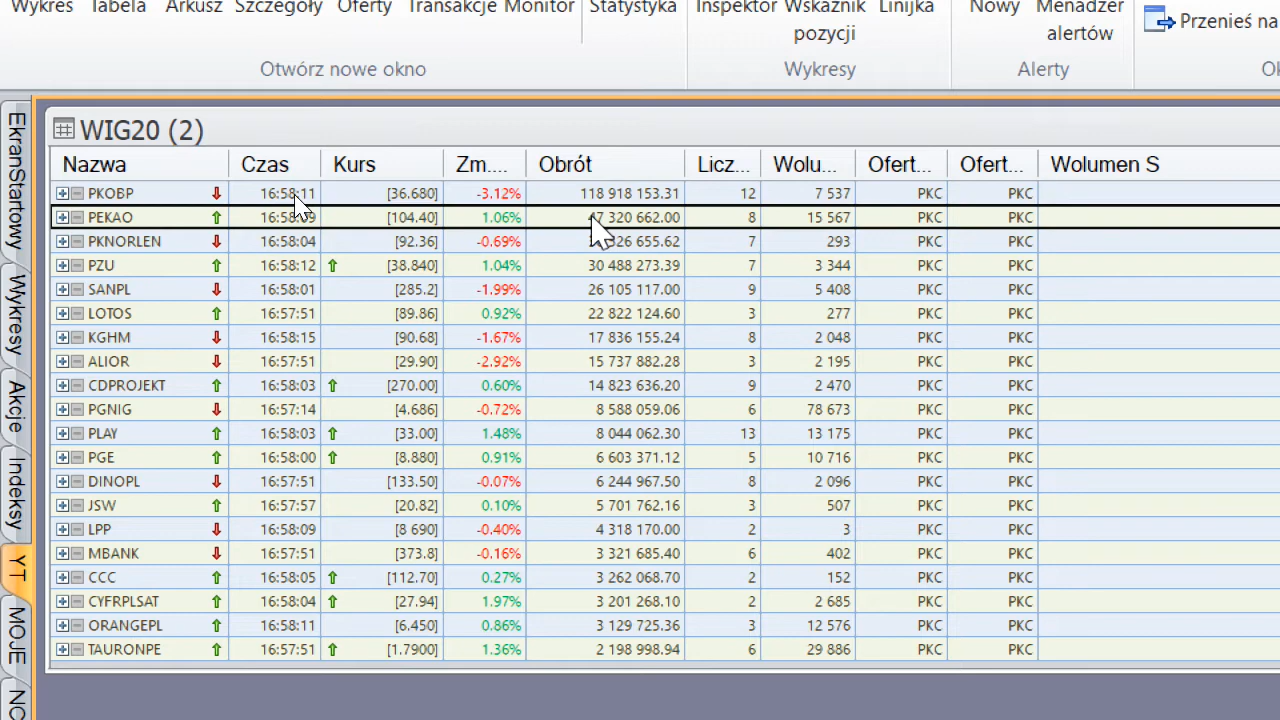 Wykres Tabela Arkusz Szczegóły Oferty Transakcje Monitor Statystyka Inspektor Wskaźnik Linijka Nowy Menadżer Przenieś na
pozycji alertów
Otwórz nowe okno Wykresy Alerty
EkranStartowy
Wykresy
Akcje
Indeksy
YT
MOJE
WIG20 (2)
Nazwa Czas Kurs Zm.... Obrót Licz... Wolu... Ofert... Ofert... Wolumen S
PKOBP 16:58:11 [36.680] -3.12% 118 918 153.31 12 7 537 PKC PKC
PEKAO [104.40] 1.06% 320 662.00 8 15 567 PKC PKC
PKNORLEN 16:58:04 [92.36] -0.69% 655.62 7 293 PKC PKC
PZU 16:58:12 [38.840] 1.04% 30 488 273.39 7 3 344 PKC PKC
SANPL 16:58:01 [285.2] -1.99% 26 105 117.00 9 5 408 PKC PKC
LOTOS 16:57:51 [89.86] 0.92% 22 822 124.60 3 277 PKC PKC
KGHM 16:58:15 [90.68] -1.67% 17 836 155.24 8 2 048 PKC PKC
ALIOR 16:57:51 [29.90] -2.92% 15 737 882.28 3 2 195 PKC PKC
CDPROJEKT 16:58:03 [270.00] 0.60% 14 823 636.20 9 2 470 PKC PKC
PGNIG 16:57:14 [4.686] -0.72% 8 588 059.06 6 78 673 PKC PKC
PLAY 16:58:03 [33.00] 1.48% 8 044 062.30 13 13 175 PKC PKC
PGE 16:58:00 [8.880] 0.91% 6 603 371.12 5 10 716 PKC PKC
DINOPL 16:57:51 [133.50] -0.07% 6 244 967.50 8 2 096 PKC PKC
JSW 16:57:57 [20.82] 0.10% 5 701 762.16 3 507 PKC PKC
LPP 16:58:09 [8 690] -0.40% 4 318 170.00 2 3 PKC PKC
MBANK 16:57:51 [373.8] -0.16% 3 321 685.40 6 402 PKC PKC
CCC 16:58:05 [112.70] 0.27% 3 262 068.70 2 152 PKC PKC
CYFRPLSAT 16:58:04 [27.94] 1.97% 3 201 268.10 2 2 685 PKC PKC
ORANGEPL 16:58:11 [6.450] 0.86% 3 129 725.36 3 12 576 PKC PKC
TAURONPE 16:57:51 [1.7900] 1.36% 2 198 998.94 6 29 886 PKC PKC